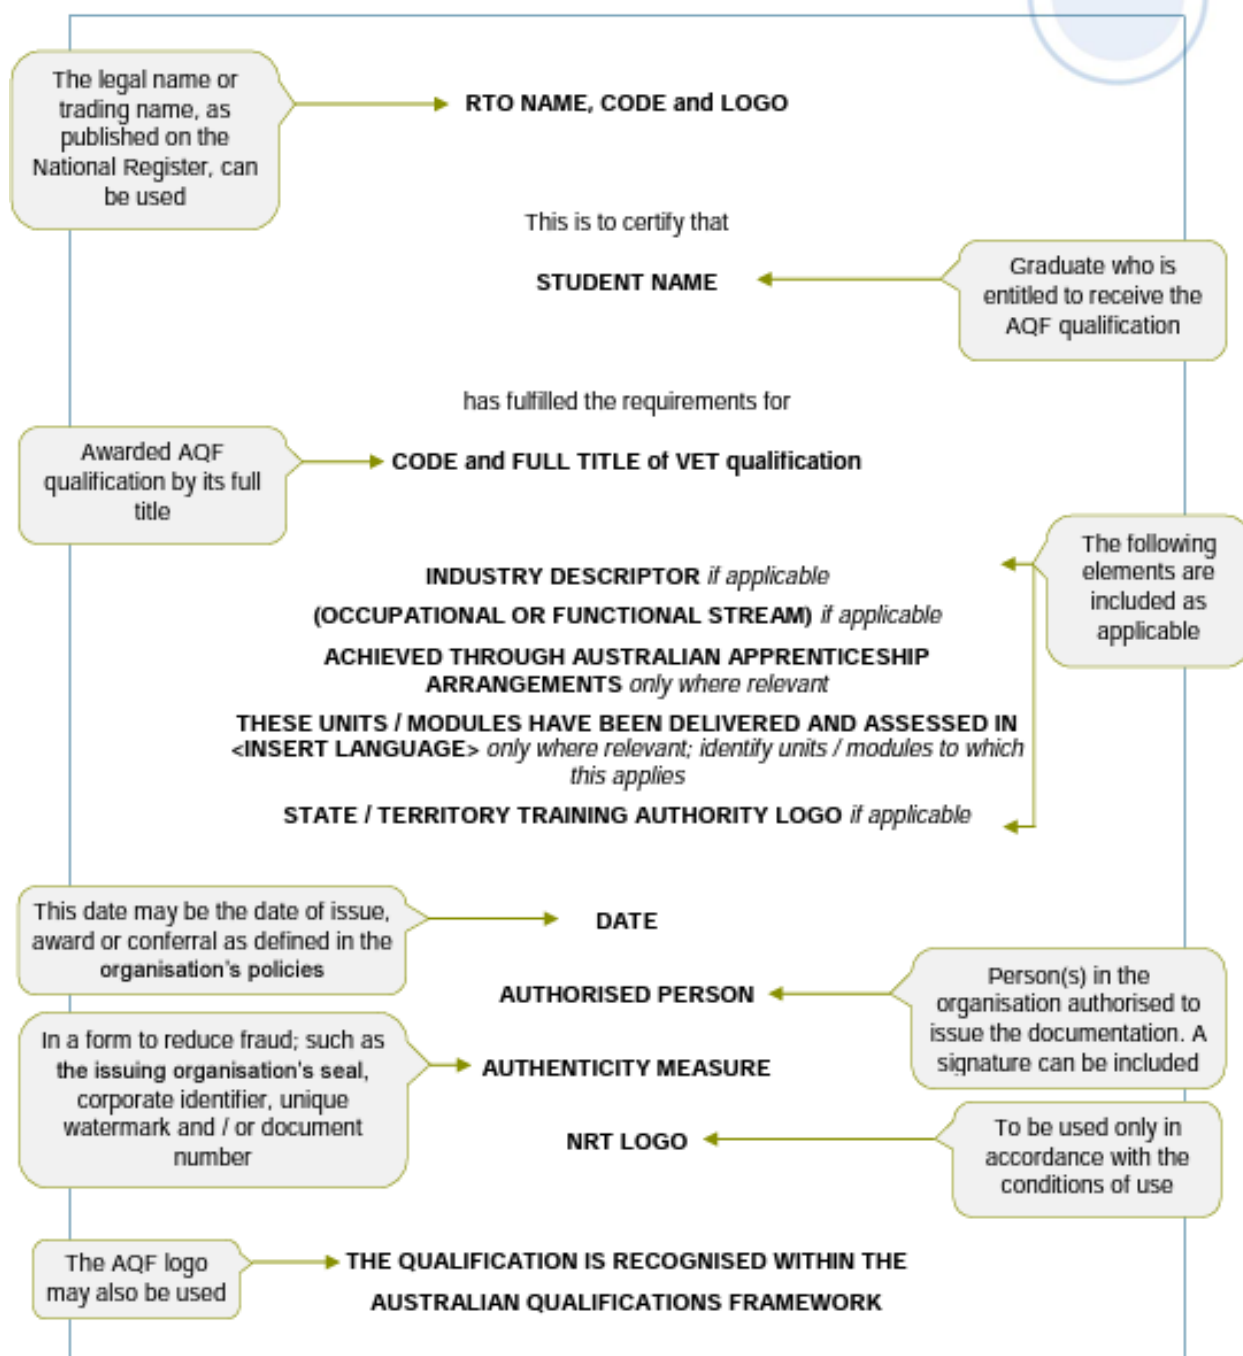 The legal name or
trading name, as
published on the
National Register, can
be used
RTO NAME, CODE and LOGO
This is to certify that
STUDENT NAME
Graduate who is
entitled to receive the
AQF qualification
has fulfilled the requirements for
Awarded AQF
qualification by its full
title
CODE and FULL TITLE of VET qualification
The following
elements are
included as
applicable
INDUSTRY DESCRIPTOR if applicable
(OCCUPATIONAL OR FUNCTIONAL STREAM) if applicable
ACHIEVED THROUGH AUSTRALIAN APPRENTICESHIP
ARRANGEMENTS only where relevant
THESE UNITS / MODULES HAVE BEEN DELIVERED AND ASSESSED IN
<INSERT LANGUAGE> only where relevant; identify units / modules to which
this applies
STATE / TERRITORY TRAINING AUTHORITY LOGO if applicable
This date may be the date of issue,
award or conferral as defined in the
organisation's policies
DATE
AUTHORISED PERSON
Person(s) in the
organisation authorised to
issue the documentation. A
signature can be included
In a form to reduce fraud; such as
the issuing organisation's seal,
corporate identifier, unique
watermark and / or document
number
AUTHENTICITY MEASURE
NRT LOGO
To be used only in
accordance with the
conditions of use
The AQF logo
may also be used
THE QUALIFICATION IS RECOGNISED WITHIN THE
AUSTRALIAN QUALIFICATIONS FRAMEWORK